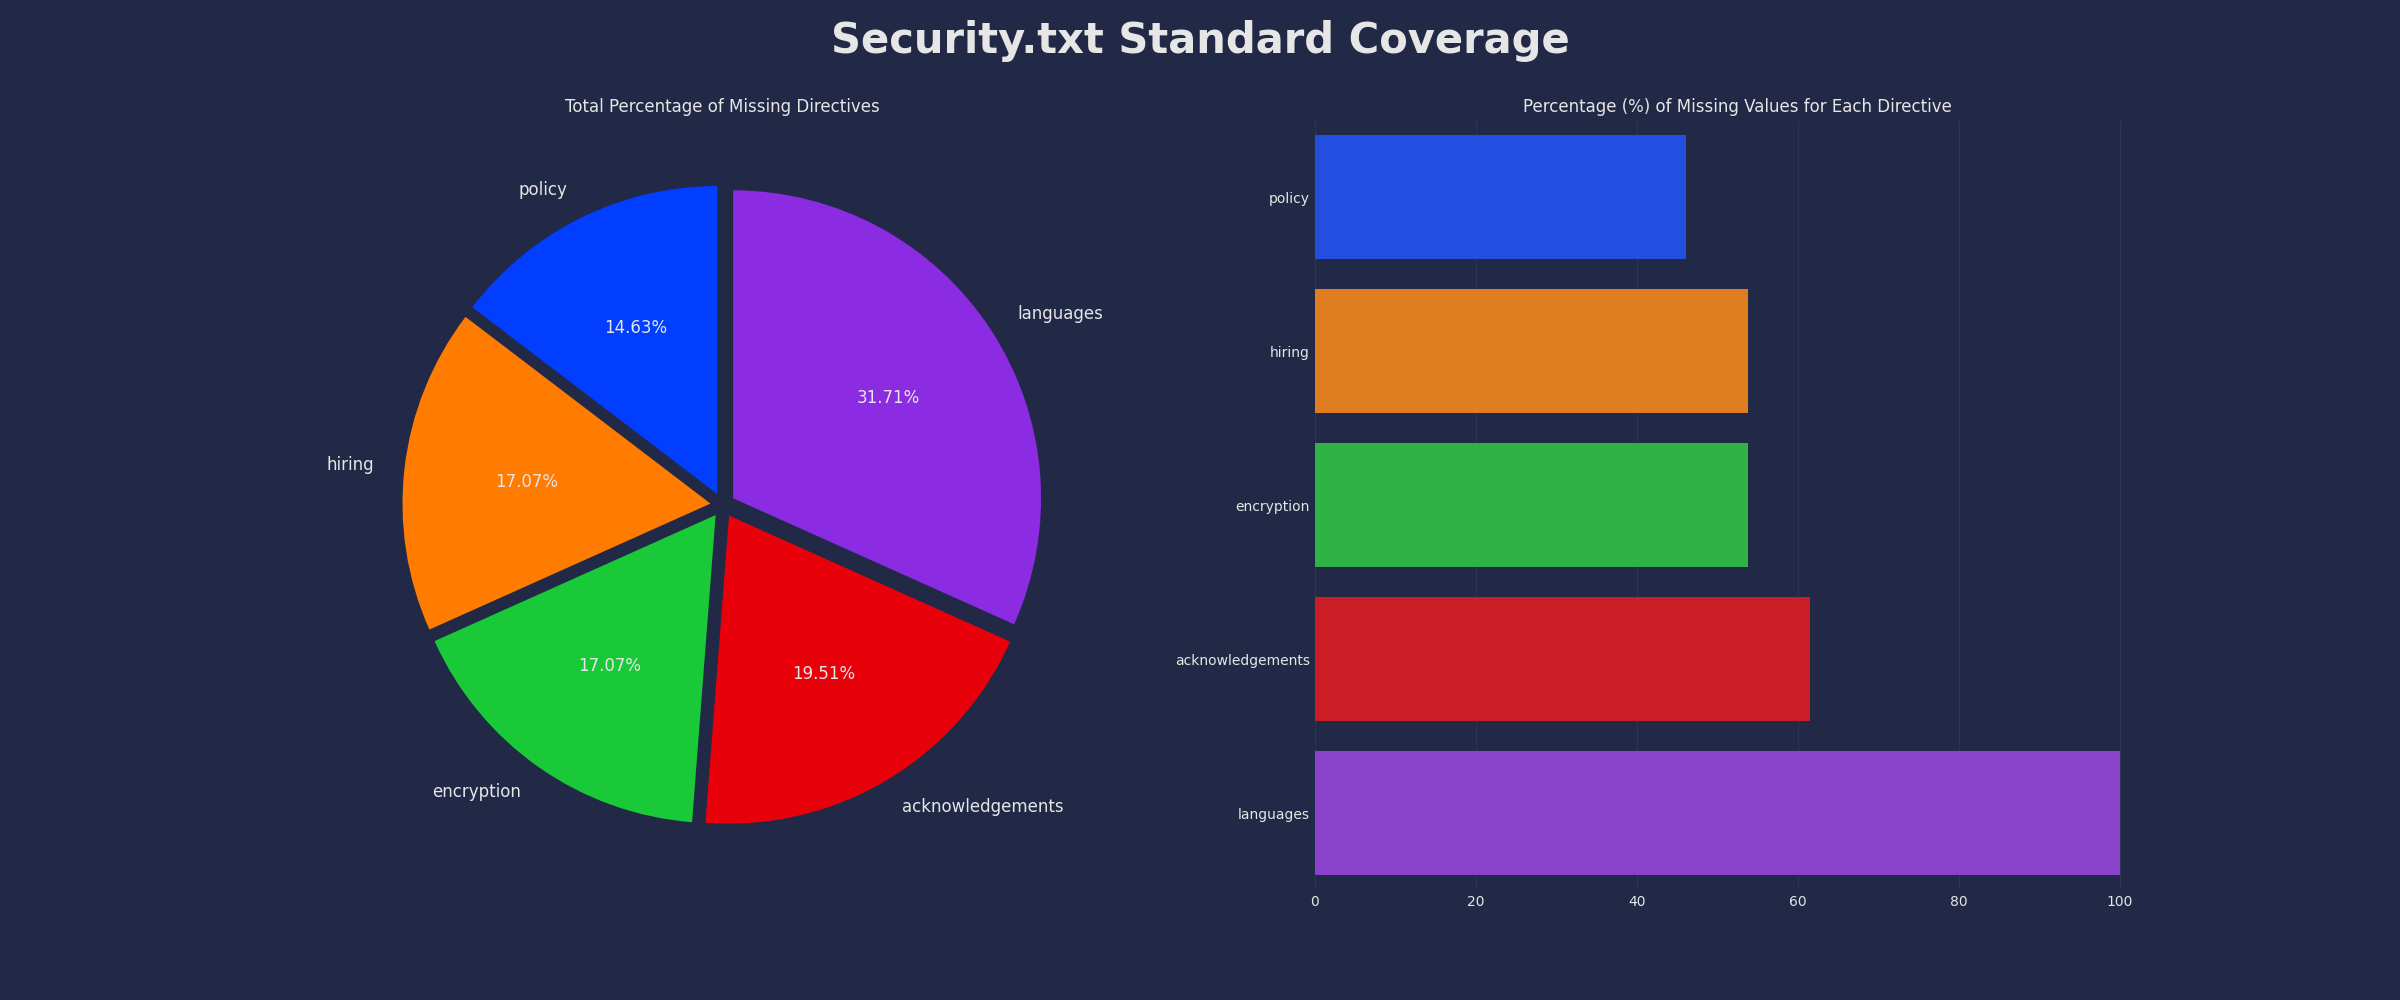 Security.txt Standard Coverage
Total Percentage of Missing Directives
policy
14.63%
languages
31.71%
hiring
17.07%
17.07%
19.51%
encryption
acknowledgements
Percentage (%) of Missing Values for Each Directive
policy
hiring
encryption
acknowledgements
languages
0 20 40 60 80 100